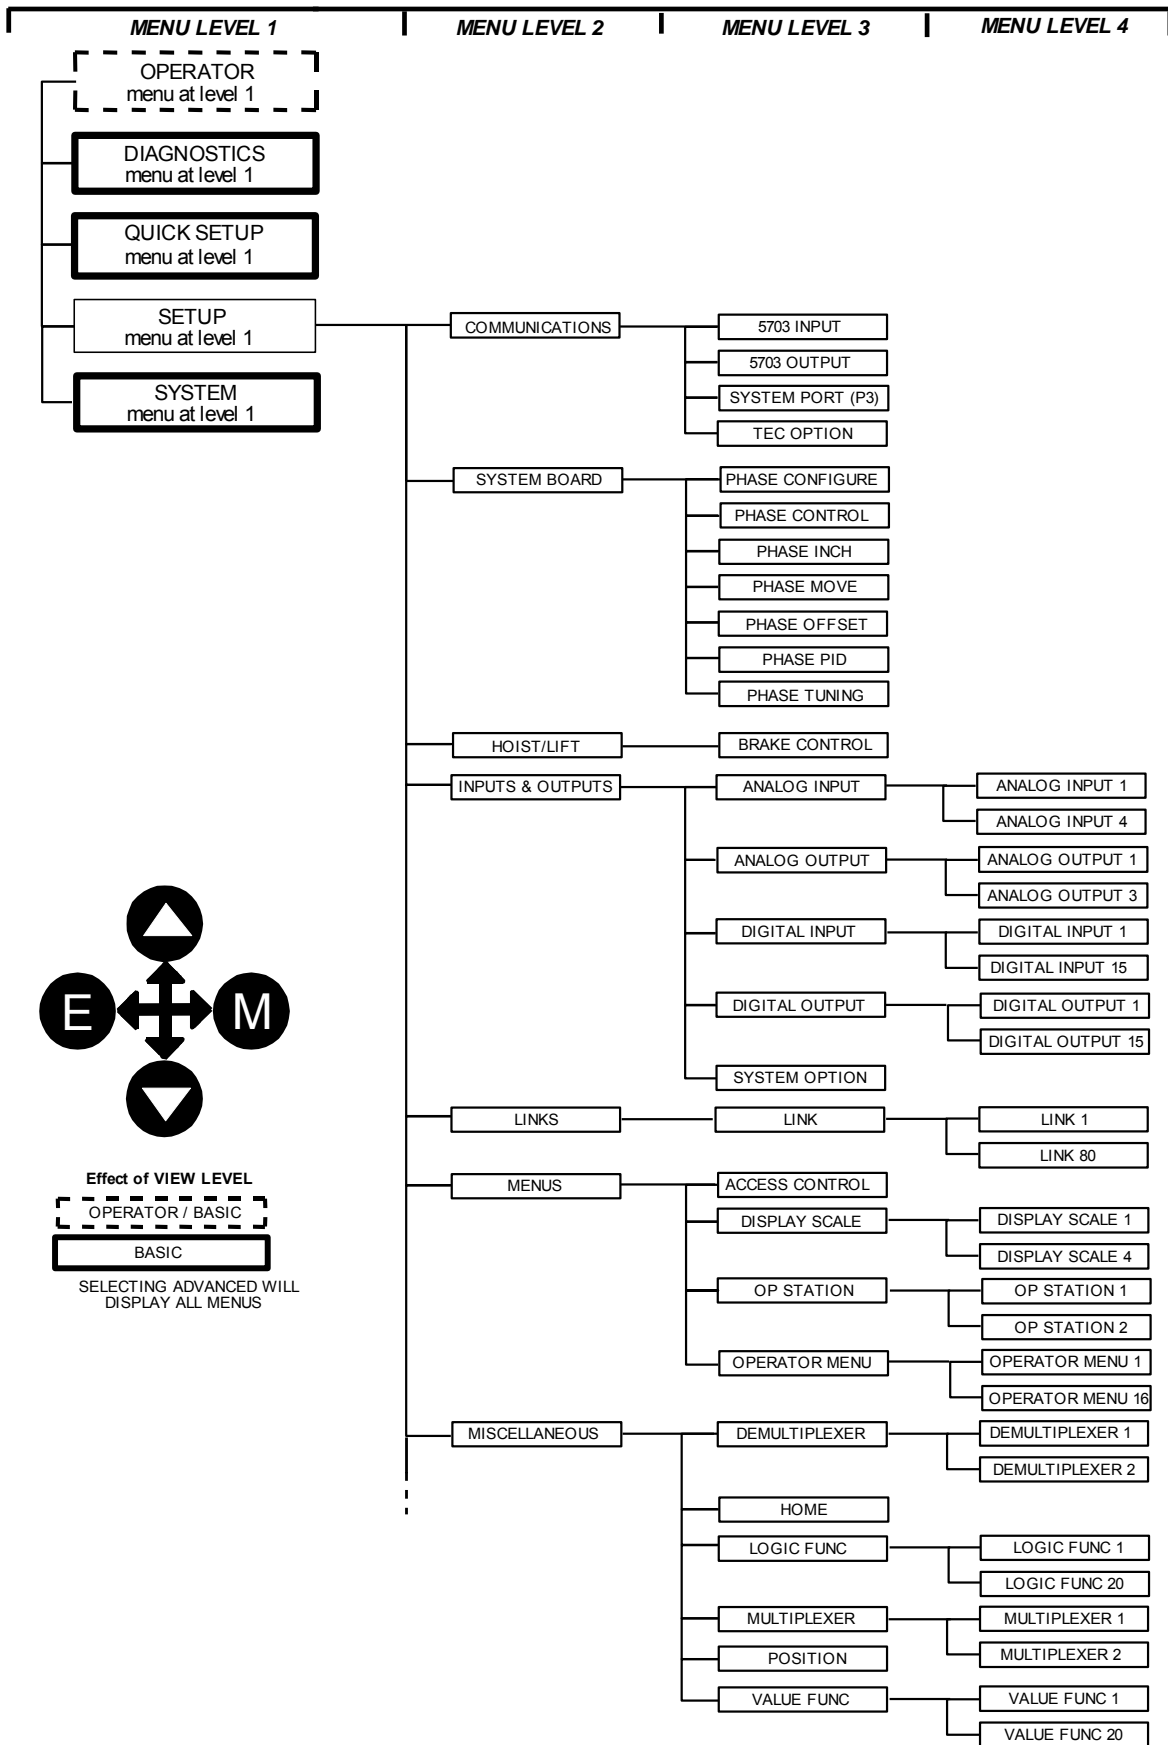 MENU LEVEL 1
MENU LEVEL 2
MENU LEVEL 3
MENU LEVEL 4
OPERATOR
menu at level 1
DIAGNOSTICS
menu at level 1
QUICK SETUP
menu at level 1
SETUP
menu at level 1
SYSTEM
menu at level 1
COMMUNICATIONS
5703 INPUT
5703 OUTPUT
SYSTEM PORT (P3)
TEC OPTION
SYSTEM BOARD
PHASE CONFIGURE
PHASE CONTROL
PHASE INCH
PHASE MOVE
PHASE OFFSET
PHASE PID
PHASE TUNING
HOIST/LIFT
BRAKE CONTROL
INPUTS & OUTPUTS
ANALOG INPUT
ANALOG INPUT 1
ANALOG INPUT 4
ANALOG OUTPUT
ANALOG OUTPUT 1
ANALOG OUTPUT 3
DIGITAL INPUT
DIGITAL INPUT 1
DIGITAL INPUT 15
DIGITAL OUTPUT
DIGITAL OUTPUT 1
DIGITAL OUTPUT 15
SYSTEM OPTION
LINKS
LINK
LINK 1
LINK 80
MENUS
ACCESS CONTROL
DISPLAY SCALE
DISPLAY SCALE 1
DISPLAY SCALE 4
OP STATION
OP STATION 1
OP STATION 2
OPERATOR MENU
OPERATOR MENU 1
OPERATOR MENU 16
MISCELLANEOUS
DEMULTIPLEXER
DEMULTIPLEXER 1
DEMULTIPLEXER 2
HOME
LOGIC FUNC
LOGIC FUNC 1
LOGIC FUNC 20
MULTIPLEXER
MULTIPLEXER 1
MULTIPLEXER 2
POSITION
VALUE FUNC
VALUE FUNC 1
VALUE FUNC 20
E
M
Effect of VIEW LEVEL
OPERATOR / BASIC
BASIC
SELECTING ADVANCED WILL
DISPLAY ALL MENUS